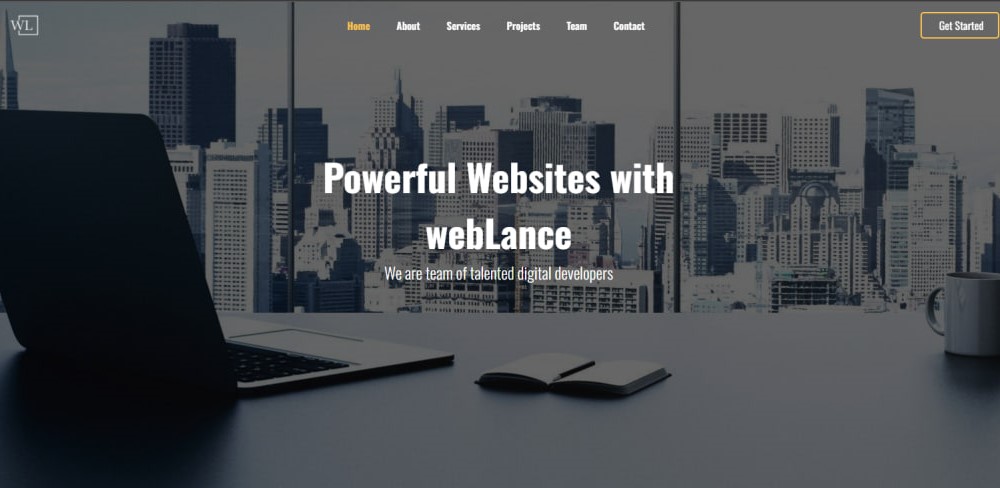 WL
Home About Services Projects Team Contact Get Started
Powerful Websites with
webLance
We are team of talented digital developers